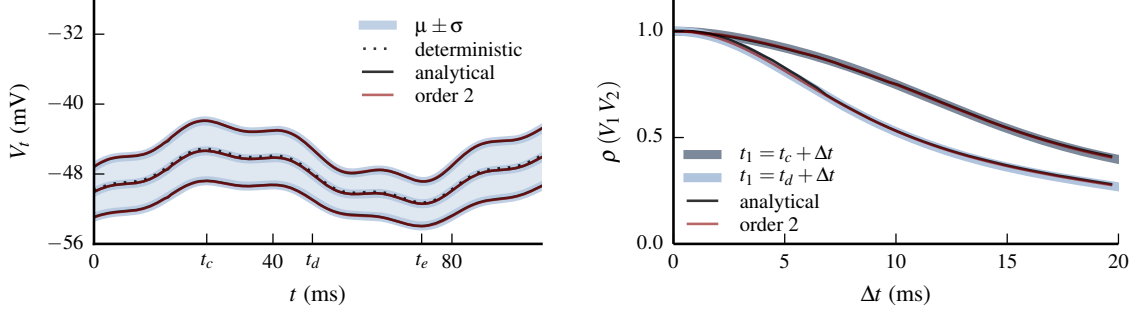 −32
−40
−48
−56
V_t (mV)
μ ± σ
deterministic
analytical
order 2
0
t_c
40
t_d
t_e
80
t (ms)
1.0
0.5
0.0
ρ (V_1 V_2)
t_1 = t_c + Δt
t_1 = t_d + Δt
analytical
order 2
0
5
10
15
20
Δt (ms)